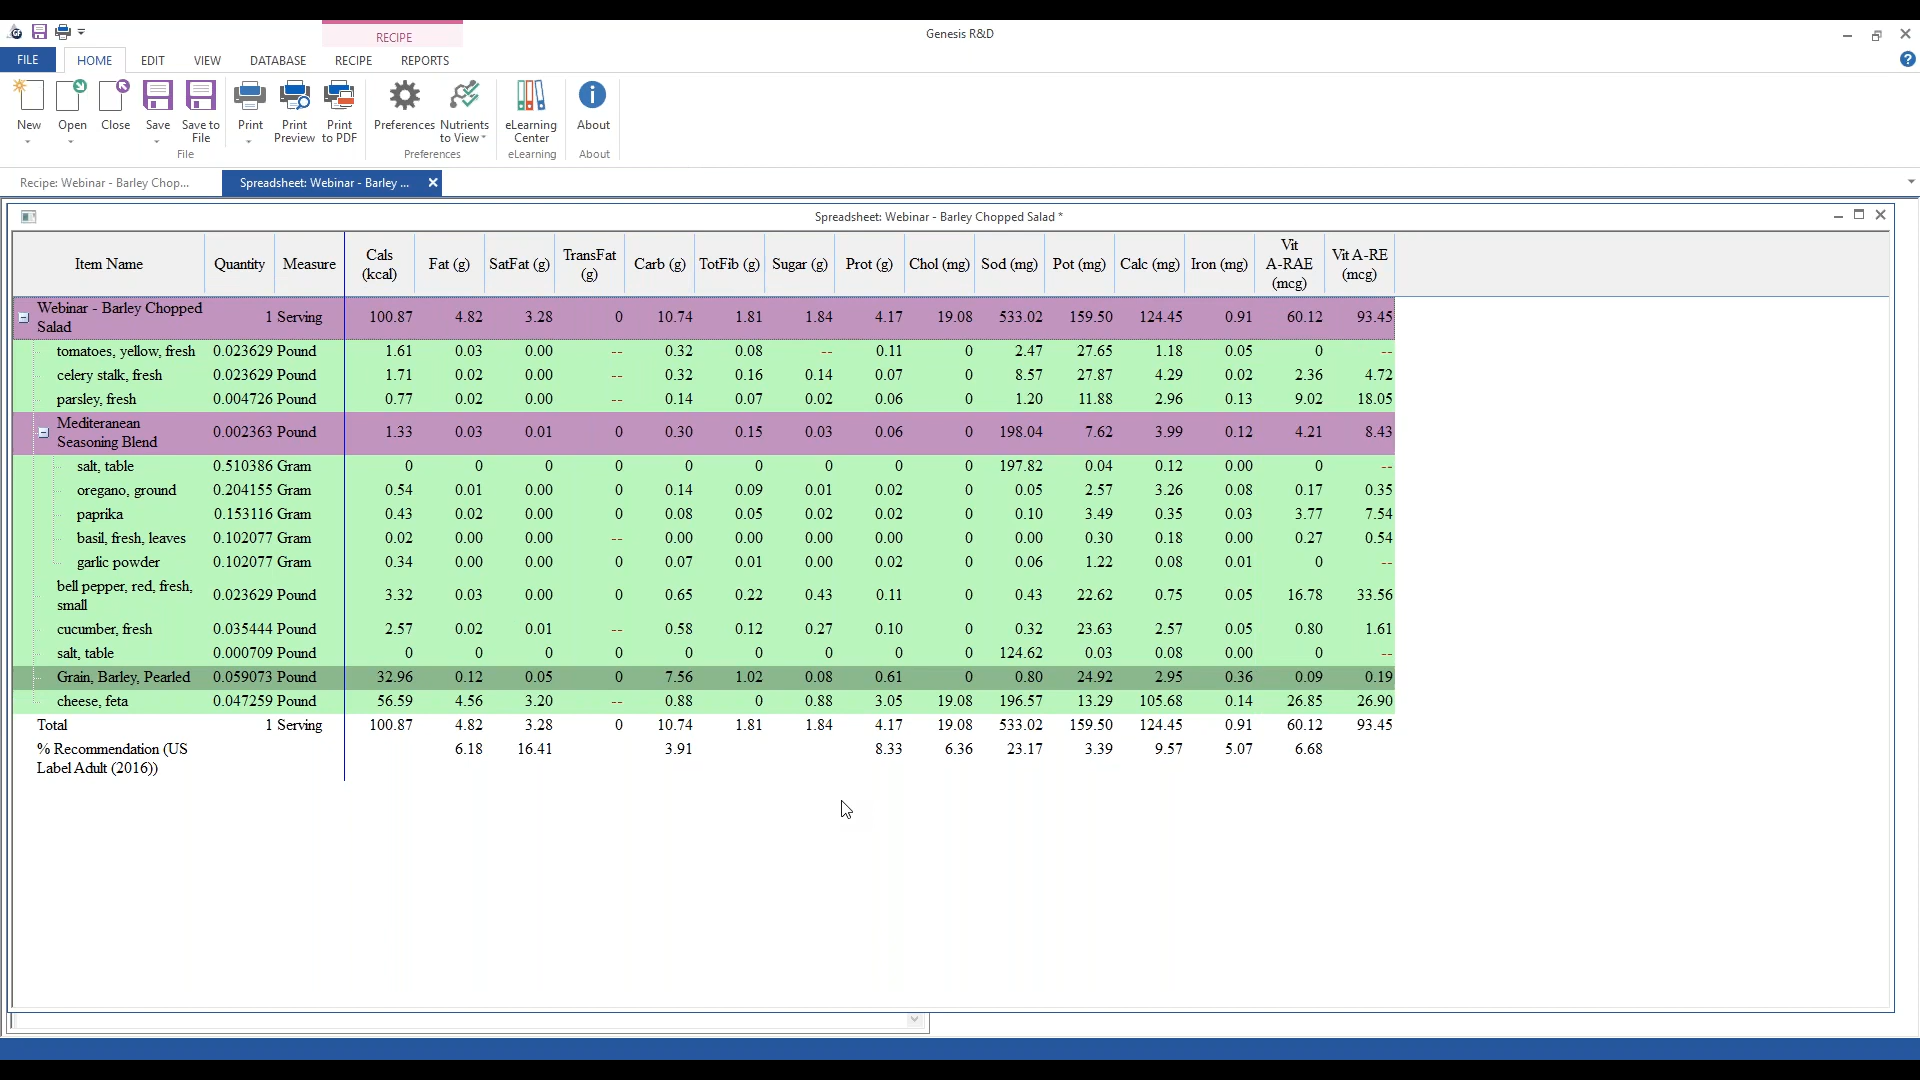 RECIPE
Genesis R&D
FILE HOME EDIT VIEW DATABASE RECIPE REPORTS
New Open Close Save Save to File Print Print Preview Print to PDF Preferences Nutrients to View eLearning Center About
File Preferences eLearning About
Recipe: Webinar - Barley Chop... Spreadsheet: Webinar - Barley ...
Spreadsheet: Webinar - Barley Chopped Salad *
Item Name Quantity Measure Cals (kcal) Fat (g) SatFat (g) TransFat (g) Carb (g) TotFib (g) Sugar (g) Prot (g) Chol (mg) Sod (mg) Pot (mg) Calc (mg) Iron (mg) Vit A-RAE (mcg) Vit A-RE (mcg)
Webinar - Barley Chopped Salad 1 Serving 100.87 4.82 3.28 0 10.74 1.81 1.84 4.17 19.08 533.02 159.50 124.45 0.91 60.12 93.45
tomatoes, yellow, fresh 0.023629 Pound 1.61 0.03 0.00 -- 0.32 0.08 -- 0.11 0 2.47 27.65 1.18 0.05 0 --
celery stalk, fresh 0.023629 Pound 1.71 0.02 0.00 -- 0.32 0.16 0.14 0.07 0 8.57 27.87 4.29 0.02 2.36 4.72
parsley, fresh 0.004726 Pound 0.77 0.02 0.00 -- 0.14 0.07 0.02 0.06 0 1.20 11.88 2.96 0.13 9.02 18.05
Mediteranean Seasoning Blend 0.002363 Pound 1.33 0.03 0.01 0 0.30 0.15 0.03 0.06 0 198.04 7.62 3.99 0.12 4.21 8.43
salt, table 0.510386 Gram 0 0 0 0 0 0 0 0 0 197.82 0.04 0.12 0.00 0 --
oregano, ground 0.204155 Gram 0.54 0.01 0.00 0 0.14 0.09 0.01 0.02 0 0.05 2.57 3.26 0.08 0.17 0.35
paprika 0.153116 Gram 0.43 0.02 0.00 0 0.08 0.05 0.02 0.02 0 0.10 3.49 0.35 0.03 3.77 7.54
basil, fresh, leaves 0.102077 Gram 0.02 0.00 0.00 -- 0.00 0.00 0.00 0.00 0 0.00 0.30 0.18 0.00 0.27 0.54
garlic powder 0.102077 Gram 0.34 0.00 0.00 0 0.07 0.01 0.00 0.02 0 0.06 1.22 0.08 0.01 0 --
bell pepper, red, fresh, small 0.023629 Pound 3.32 0.03 0.00 0 0.65 0.22 0.43 0.11 0 0.43 22.62 0.75 0.05 16.78 33.56
cucumber, fresh 0.035444 Pound 2.57 0.02 0.01 -- 0.58 0.12 0.27 0.10 0 0.32 23.63 2.57 0.05 0.80 1.61
salt, table 0.000709 Pound 0 0 0 0 0 0 0 0 0 124.62 0.03 0.08 0.00 0 --
Grain, Barley, Pearled 0.059073 Pound 32.96 0.12 0.05 0 7.56 1.02 0.08 0.61 0 0.80 24.92 2.95 0.36 0.09 0.19
cheese, feta 0.047259 Pound 56.59 4.56 3.20 -- 0.88 0 0.88 3.05 19.08 196.57 13.29 105.68 0.14 26.85 26.90
Total 1 Serving 100.87 4.82 3.28 0 10.74 1.81 1.84 4.17 19.08 533.02 159.50 124.45 0.91 60.12 93.45
% Recommendation (US Label Adult (2016)) 6.18 16.41 3.91 8.33 6.36 23.17 3.39 9.57 5.07 6.68